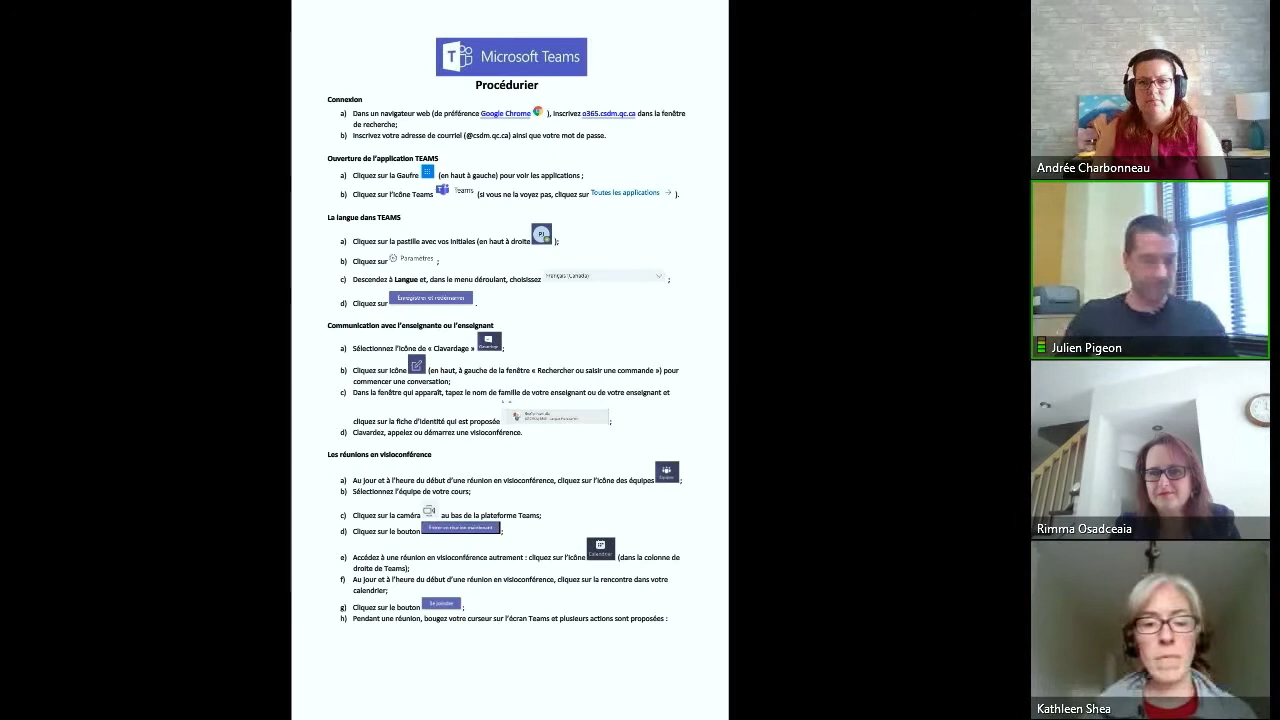 Microsoft Teams
Procédurier
Connexion
a) Dans un navigateur web (de préférence Google Chrome ), inscrivez o365.csdm.qc.ca dans la fenêtre
de recherche;
b) Inscrivez votre adresse de courriel (@csdm.qc.ca) ainsi que votre mot de passe.
Ouverture de l'application TEAMS
a) Cliquez sur la Gaufre (en haut à gauche) pour voir les applications ;
b) Cliquez sur l'icône Teams Teams (si vous ne la voyez pas, cliquez sur Toutes les applications → ).
La langue dans TEAMS
a) Cliquez sur la pastille avec vos initiales (en haut à droite );
b) Cliquez sur Paramètres ;
c) Descendez à Langue et, dans le menu déroulant, choisissez Français (Canada) ;
d) Cliquez sur Enregistrer et redémarrer .
Communication avec l'enseignante ou l'enseignant
a) Sélectionnez l'icône de « Clavardage » ;
b) Cliquez sur icône (en haut, à gauche de la fenêtre « Rechercher ou saisir une commande ») pour
commencer une conversation;
c) Dans la fenêtre qui apparaît, tapez le nom de famille de votre enseignant ou de votre enseignant et
cliquez sur la fiche d'identité qui est proposée ;
d) Clavardez, appelez ou démarrez une visioconférence.
Les réunions en visioconférence
a) Au jour et à l'heure du début d'une réunion en visioconférence, cliquez sur l'icône des équipes Équipes ;
b) Sélectionnez l'équipe de votre cours;
c) Cliquez sur la caméra au bas de la plateforme Teams;
d) Cliquez sur le bouton ;
e) Accédez à une réunion en visioconférence autrement : cliquez sur l'icône Calendrier (dans la colonne de
droite de Teams);
f) Au jour et à l'heure du début d'une réunion en visioconférence, cliquez sur la rencontre dans votre
calendrier;
g) Cliquez sur le bouton Se joindre ;
h) Pendant une réunion, bougez votre curseur sur l'écran Teams et plusieurs actions sont proposées :
Andrée Charbonneau
Julien Pigeon
Rimma Osadceaia
Kathleen Shea